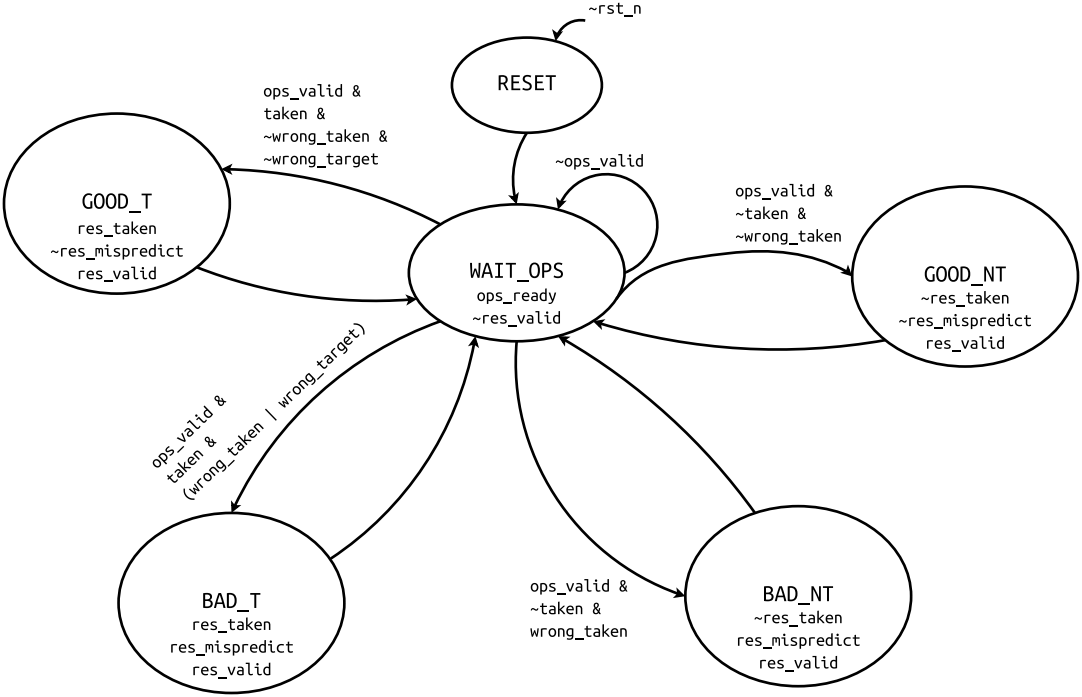 ~rst_n
RESET
ops_valid &
taken &
~wrong_taken &
~wrong_target
~ops_valid
ops_valid &
~taken &
~wrong_taken
GOOD_T
res_taken
~res_mispredict
res_valid
WAIT_OPS
ops_ready
~res_valid
GOOD_NT
~res_taken
~res_mispredict
res_valid
ops_valid &
taken &
(wrong_taken | wrong_target)
ops_valid &
~taken &
wrong_taken
BAD_T
res_taken
res_mispredict
res_valid
BAD_NT
~res_taken
res_mispredict
res_valid